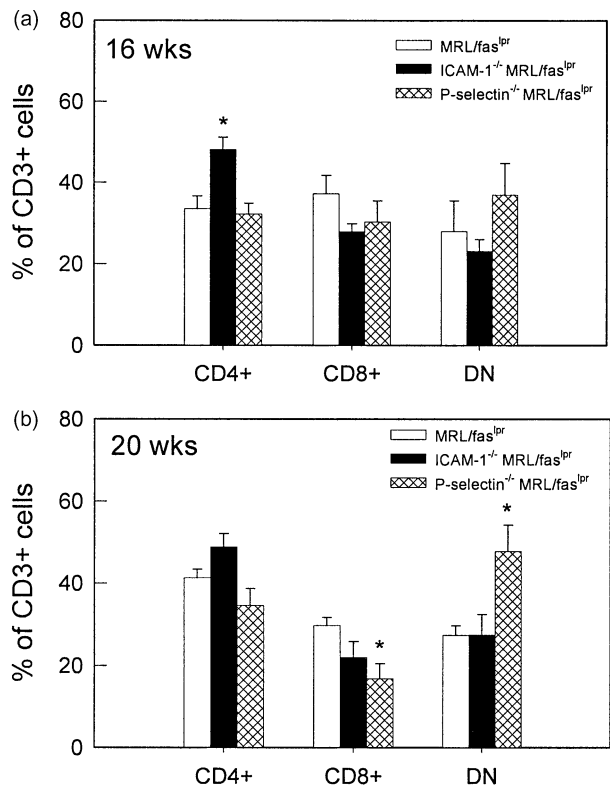 (a)
16 wks
MRL/fas^lpr
ICAM-1^-/- MRL/fas^lpr
P-selectin^-/- MRL/fas^lpr
*
% of CD3+ cells
80
60
40
20
0
CD4+ CD8+ DN
(b)
20 wks
MRL/fas^lpr
ICAM-1^-/- MRL/fas^lpr
P-selectin^-/- MRL/fas^lpr
*
*
% of CD3+ cells
80
60
40
20
0
CD4+ CD8+ DN